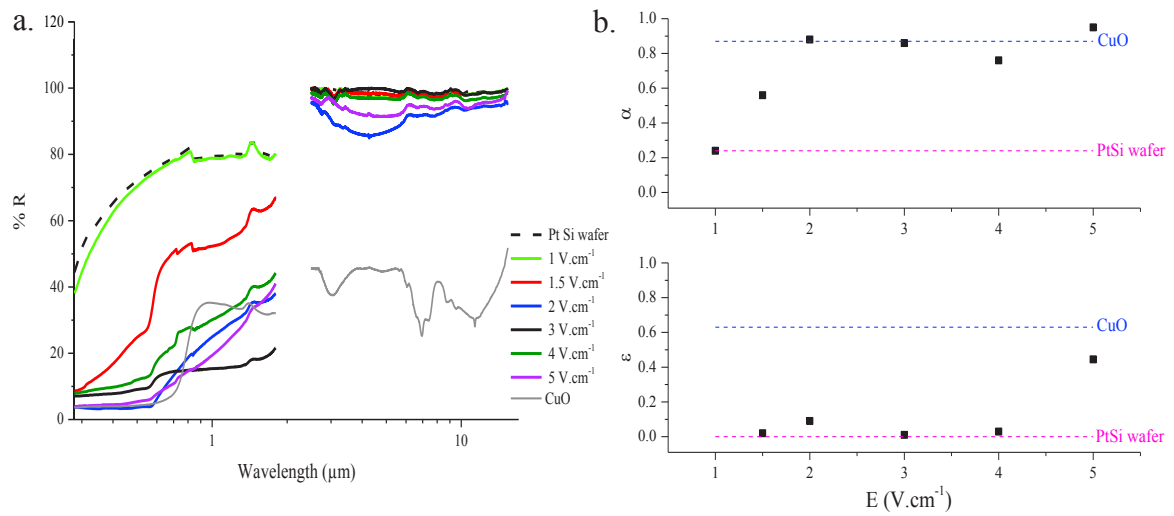 a.
120
100
80
60
40
20
0
% R
1
10
Wavelength (µm)
Pt Si wafer
1 V.cm⁻¹
1.5 V.cm⁻¹
2 V.cm⁻¹
3 V.cm⁻¹
4 V.cm⁻¹
5 V.cm⁻¹
CuO
b.
1.0
0.8
0.6
0.4
0.2
0.0
α
CuO
PtSi wafer
1
2
3
4
5
1.0
0.8
0.6
0.4
0.2
0.0
ε
CuO
PtSi wafer
1
2
3
4
5
E (V.cm⁻¹)